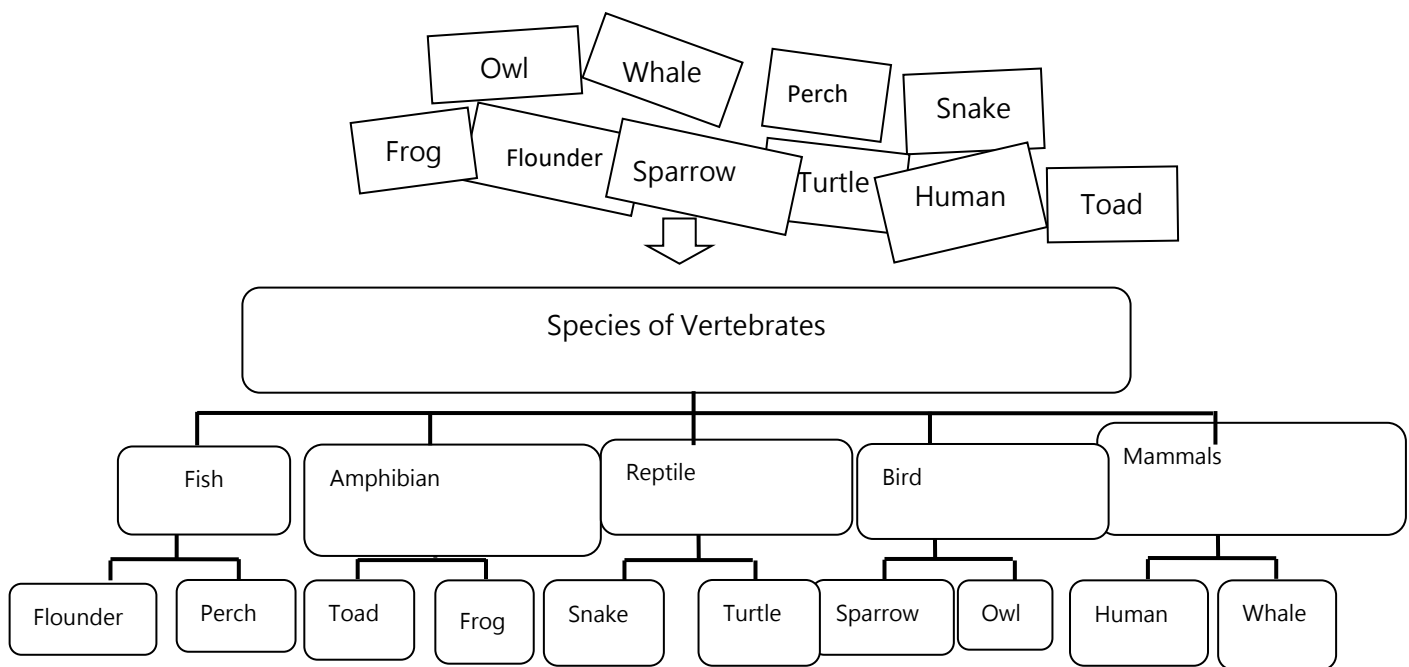 Owl
Whale
Perch
Snake
Frog
Flounder
Sparrow
Turtle
Human
Toad
Species of Vertebrates
Fish
Amphibian
Reptile
Bird
Mammals
Flounder
Perch
Toad
Frog
Snake
Turtle
Sparrow
Owl
Human
Whale